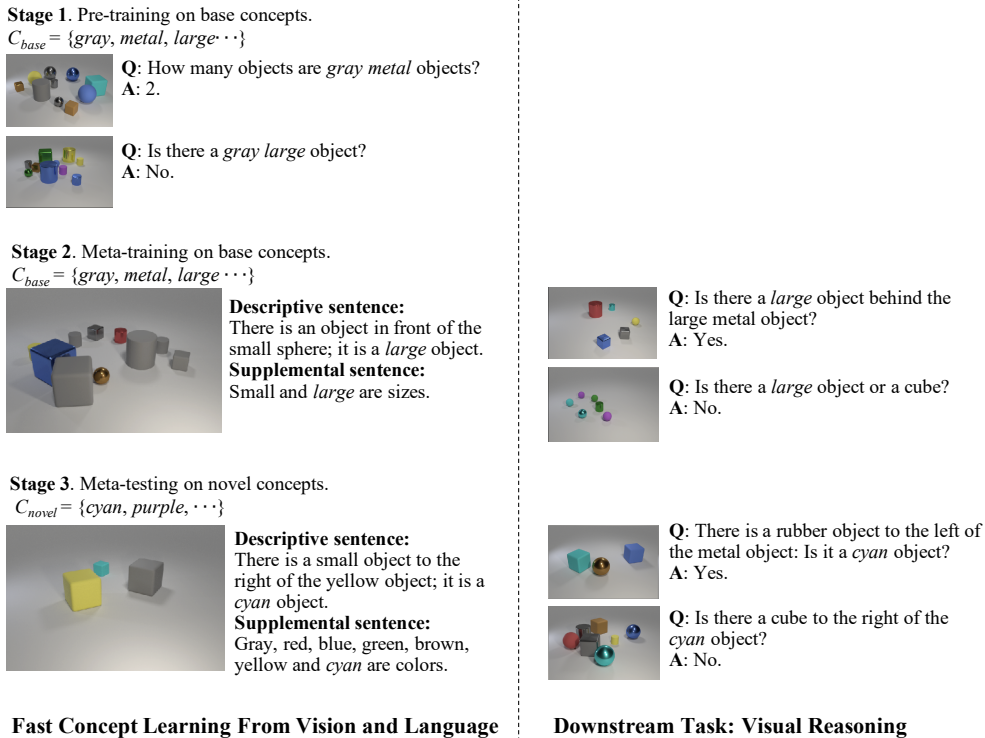 Stage 1. Pre-training on base concepts.
C_base = {gray, metal, large···}
Q: How many objects are gray metal objects?
A: 2.
Q: Is there a gray large object?
A: No.
Stage 2. Meta-training on base concepts.
C_base = {gray, metal, large ···}
Descriptive sentence:
There is an object in front of the
small sphere; it is a large object.
Supplemental sentence:
Small and large are sizes.
Q: Is there a large object behind the
large metal object?
A: Yes.
Q: Is there a large object or a cube?
A: No.
Stage 3. Meta-testing on novel concepts.
C_novel = {cyan, purple, ···}
Descriptive sentence:
There is a small object to the
right of the yellow object; it is a
cyan object.
Supplemental sentence:
Gray, red, blue, green, brown,
yellow and cyan are colors.
Q: There is a rubber object to the left of
the metal object: Is it a cyan object?
A: Yes.
Q: Is there a cube to the right of the
cyan object?
A: No.
Fast Concept Learning From Vision and Language
Downstream Task: Visual Reasoning